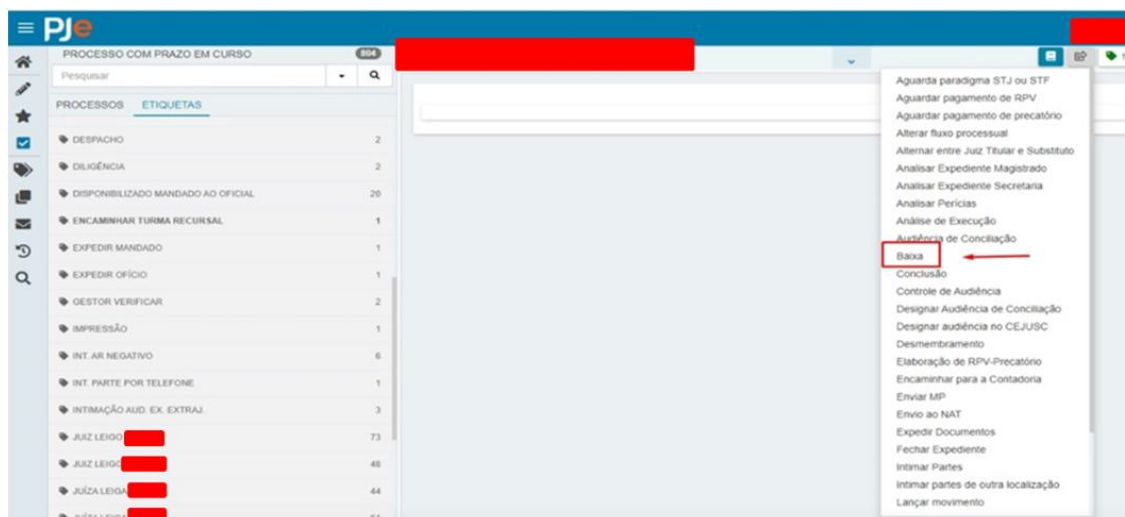 PJe
PROCESSO COM PRAZO EM CURSO 804
Pesquisar
PROCESSOS ETIQUETAS
DESPACHO 2
DILIGÊNCIA 2
DISPONIBILIZADO MANDADO AO OFICIAL 20
ENCAMINHAR TURMA RECURSAL 1
EXPEDIR MANDADO 1
EXPEDIR OFÍCIO 1
GESTOR VERIFICAR 2
IMPRESSÃO 1
INT. AR NEGATIVO 6
INT. PARTE POR TELEFONE 1
INTIMAÇÃO AUD. EX. EXTRAJ. 3
JUIZ LEIGO 73
JUIZ LEIGO 48
JUÍZA LEIGA 44
Aguarda paradigma STJ ou STF
Aguardar pagamento de RPV
Aguardar pagamento de precatório
Alterar fluxo processual
Alternar entre Juiz Titular e Substituto
Analisar Expediente Magistrado
Analisar Expediente Secretaria
Analisar Perícias
Análise de Execução
Audiência de Conciliação
Baixa
Conclusão
Controle de Audiência
Designar Audiência de Conciliação
Designar audiência no CEJUSC
Desmembramento
Elaboração de RPV-Precatório
Encaminhar para a Contadoria
Enviar MP
Envio ao NAT
Expedir Documentos
Fechar Expediente
Intimar Partes
Intimar partes de outra localização
Lançar movimento